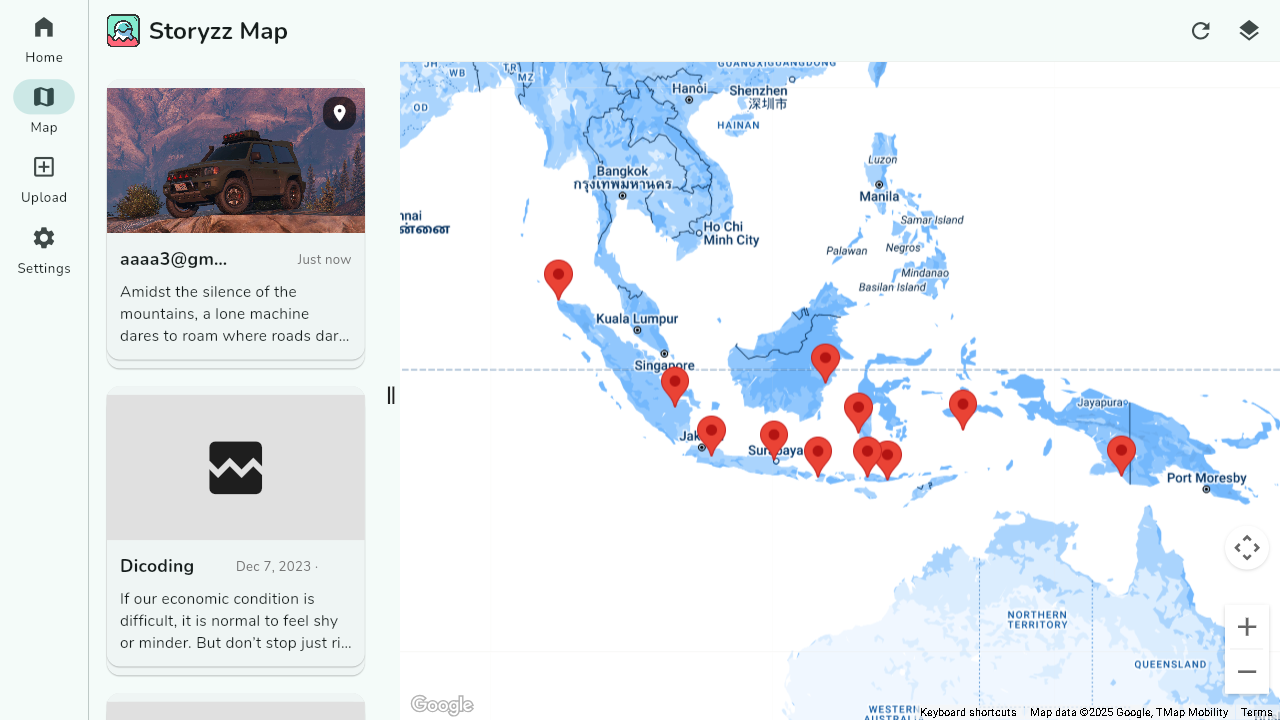 Home
Map
Upload
Settings
Storyzz Map
aaaa3@gm...
Just now
Amidst the silence of the
mountains, a lone machine
dares to roam where roads dar...
Dicoding
Dec 7, 2023 ·
If our economic condition is
difficult, it is normal to feel shy
or minder. But don't stop just ri...
JH
WB
TR
MZ
OD
GUANGXI
GUANGDONG
Hanoi
Shenzhen
深圳市
HAINAN
Bangkok
กรุงเทพมหานคร
Luzon
Manila
Samar Island
Palawan
Negros
Mindanao
Basilan Island
Ho Chi
Minh City
Kuala Lumpur
Singapore
Jayapura
Port Moresby
NORTHERN
TERRITORY
QUEENSLAND
WESTERN
Google
Keyboard shortcuts
Map data ©2025 Google, TMap Mobility
Terms